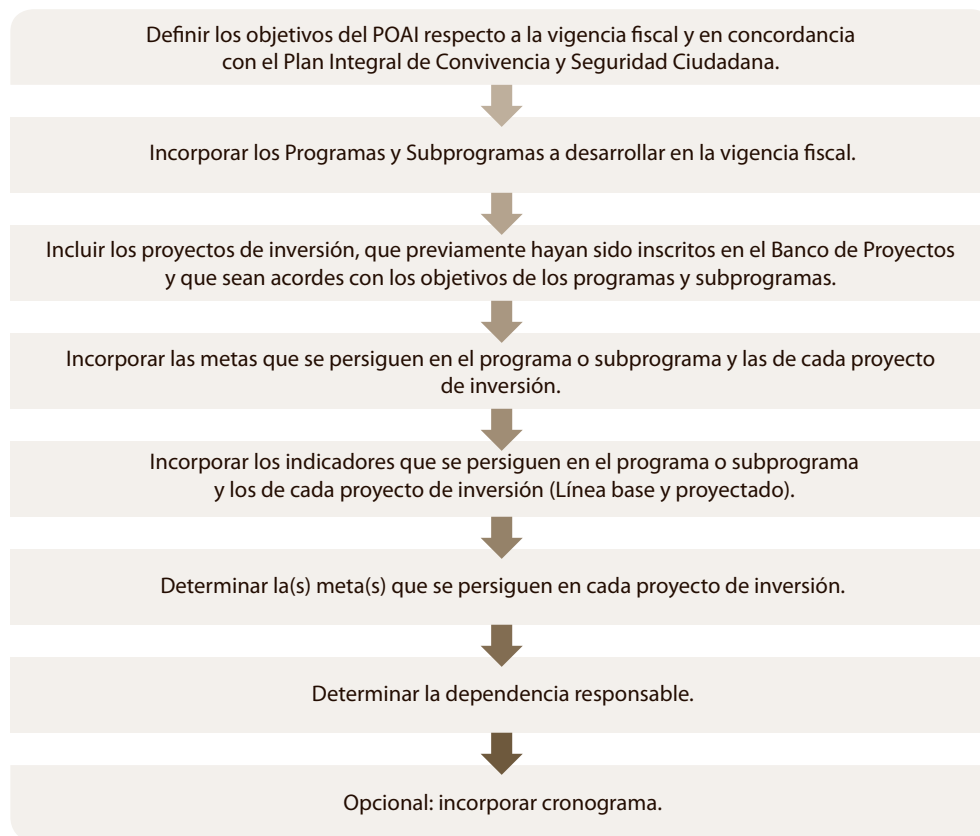 Definir los objetivos del POAI respecto a la vigencia fiscal y en concordancia
con el Plan Integral de Convivencia y Seguridad Ciudadana.
Incorporar los Programas y Subprogramas a desarrollar en la vigencia fiscal.
Incluir los proyectos de inversión, que previamente hayan sido inscritos en el Banco de Proyectos
y que sean acordes con los objetivos de los programas y subprogramas.
Incorporar las metas que se persiguen en el programa o subprograma y las de cada proyecto
de inversión.
Incorporar los indicadores que se persiguen en el programa o subprograma
y los de cada proyecto de inversión (Línea base y proyectado).
Determinar la(s) meta(s) que se persiguen en cada proyecto de inversión.
Determinar la dependencia responsable.
Opcional: incorporar cronograma.